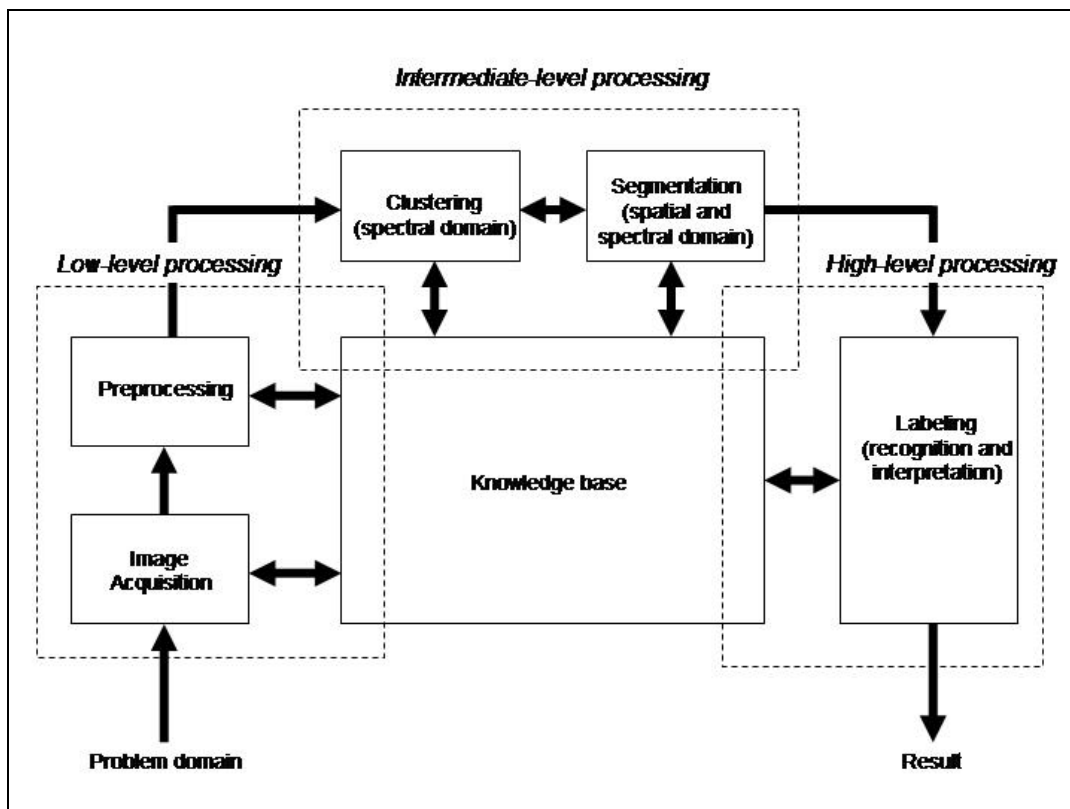 Intermediate-level processing
Clustering
(spectral domain)
Segmentation
(spatial and
spectral domain)
Low-level processing
High-level processing
Preprocessing
Labeling
(recognition and
interpretation)
Knowledge base
Image
Acquisition
Problem domain
Result